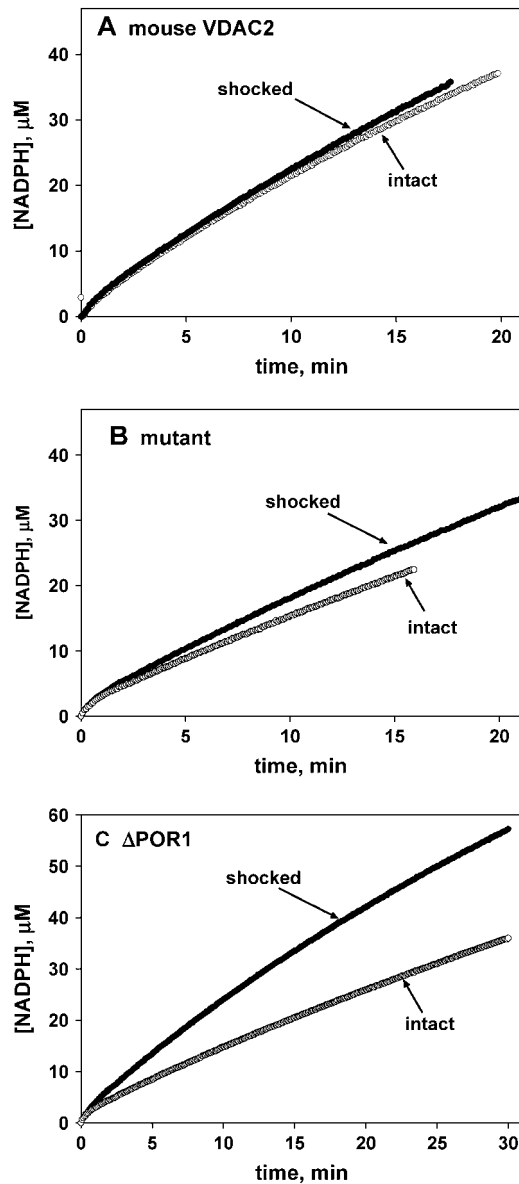 A mouse VDAC2
[NADPH], μM
40
30
20
10
0
shocked
intact
0 5 10 15 20
time, min
B mutant
[NADPH], μM
40
30
20
10
0
shocked
intact
0 5 10 15 20
time, min
C ΔPOR1
[NADPH], μM
60
50
40
30
20
10
0
shocked
intact
0 5 10 15 20 25 30
time, min